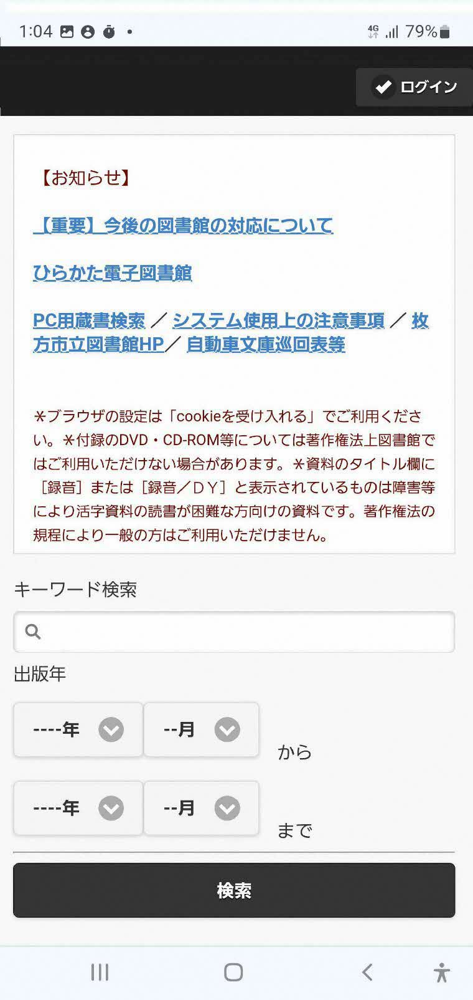 1:04
4G
79%
ログイン
【お知らせ】
【重要】今後の図書館の対応について
ひらかた電子図書館
PC用蔵書検索 ／ システム使用上の注意事項 ／ 枚
方市立図書館HP／ 自動車文庫巡回表等
＊ブラウザの設定は「cookieを受け入れる」でご利用くださ
い。＊付録のDVD・CD-ROM等については著作権法上図書館で
はご利用いただけない場合があります。＊資料のタイトル欄に
［録音］または［録音／ＤＹ］と表示されているものは障害等
により活字資料の読書が困難な方向けの資料です。著作権法の
規程により一般の方はご利用いただけません。
キーワード検索
出版年
----年 --月 から
----年 --月 まで
検索